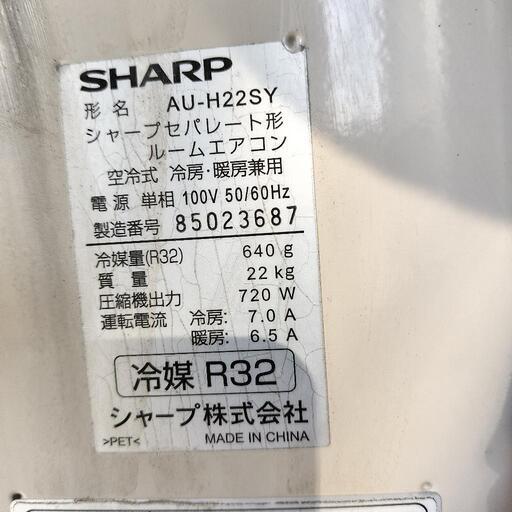 SHARP
形名 AU-H22SY
シャープセパレート形
ルームエアコン
空冷式 冷房・暖房兼用
電源 単相 100V 50/60Hz
製造番号 85023687
冷媒量(R32) 640 g
質量 22 kg
圧縮機出力 720 W
運転電流 冷房: 7.0 A
暖房: 6.5 A
冷媒 R32
シャープ株式会社
>PET< MADE IN CHINA